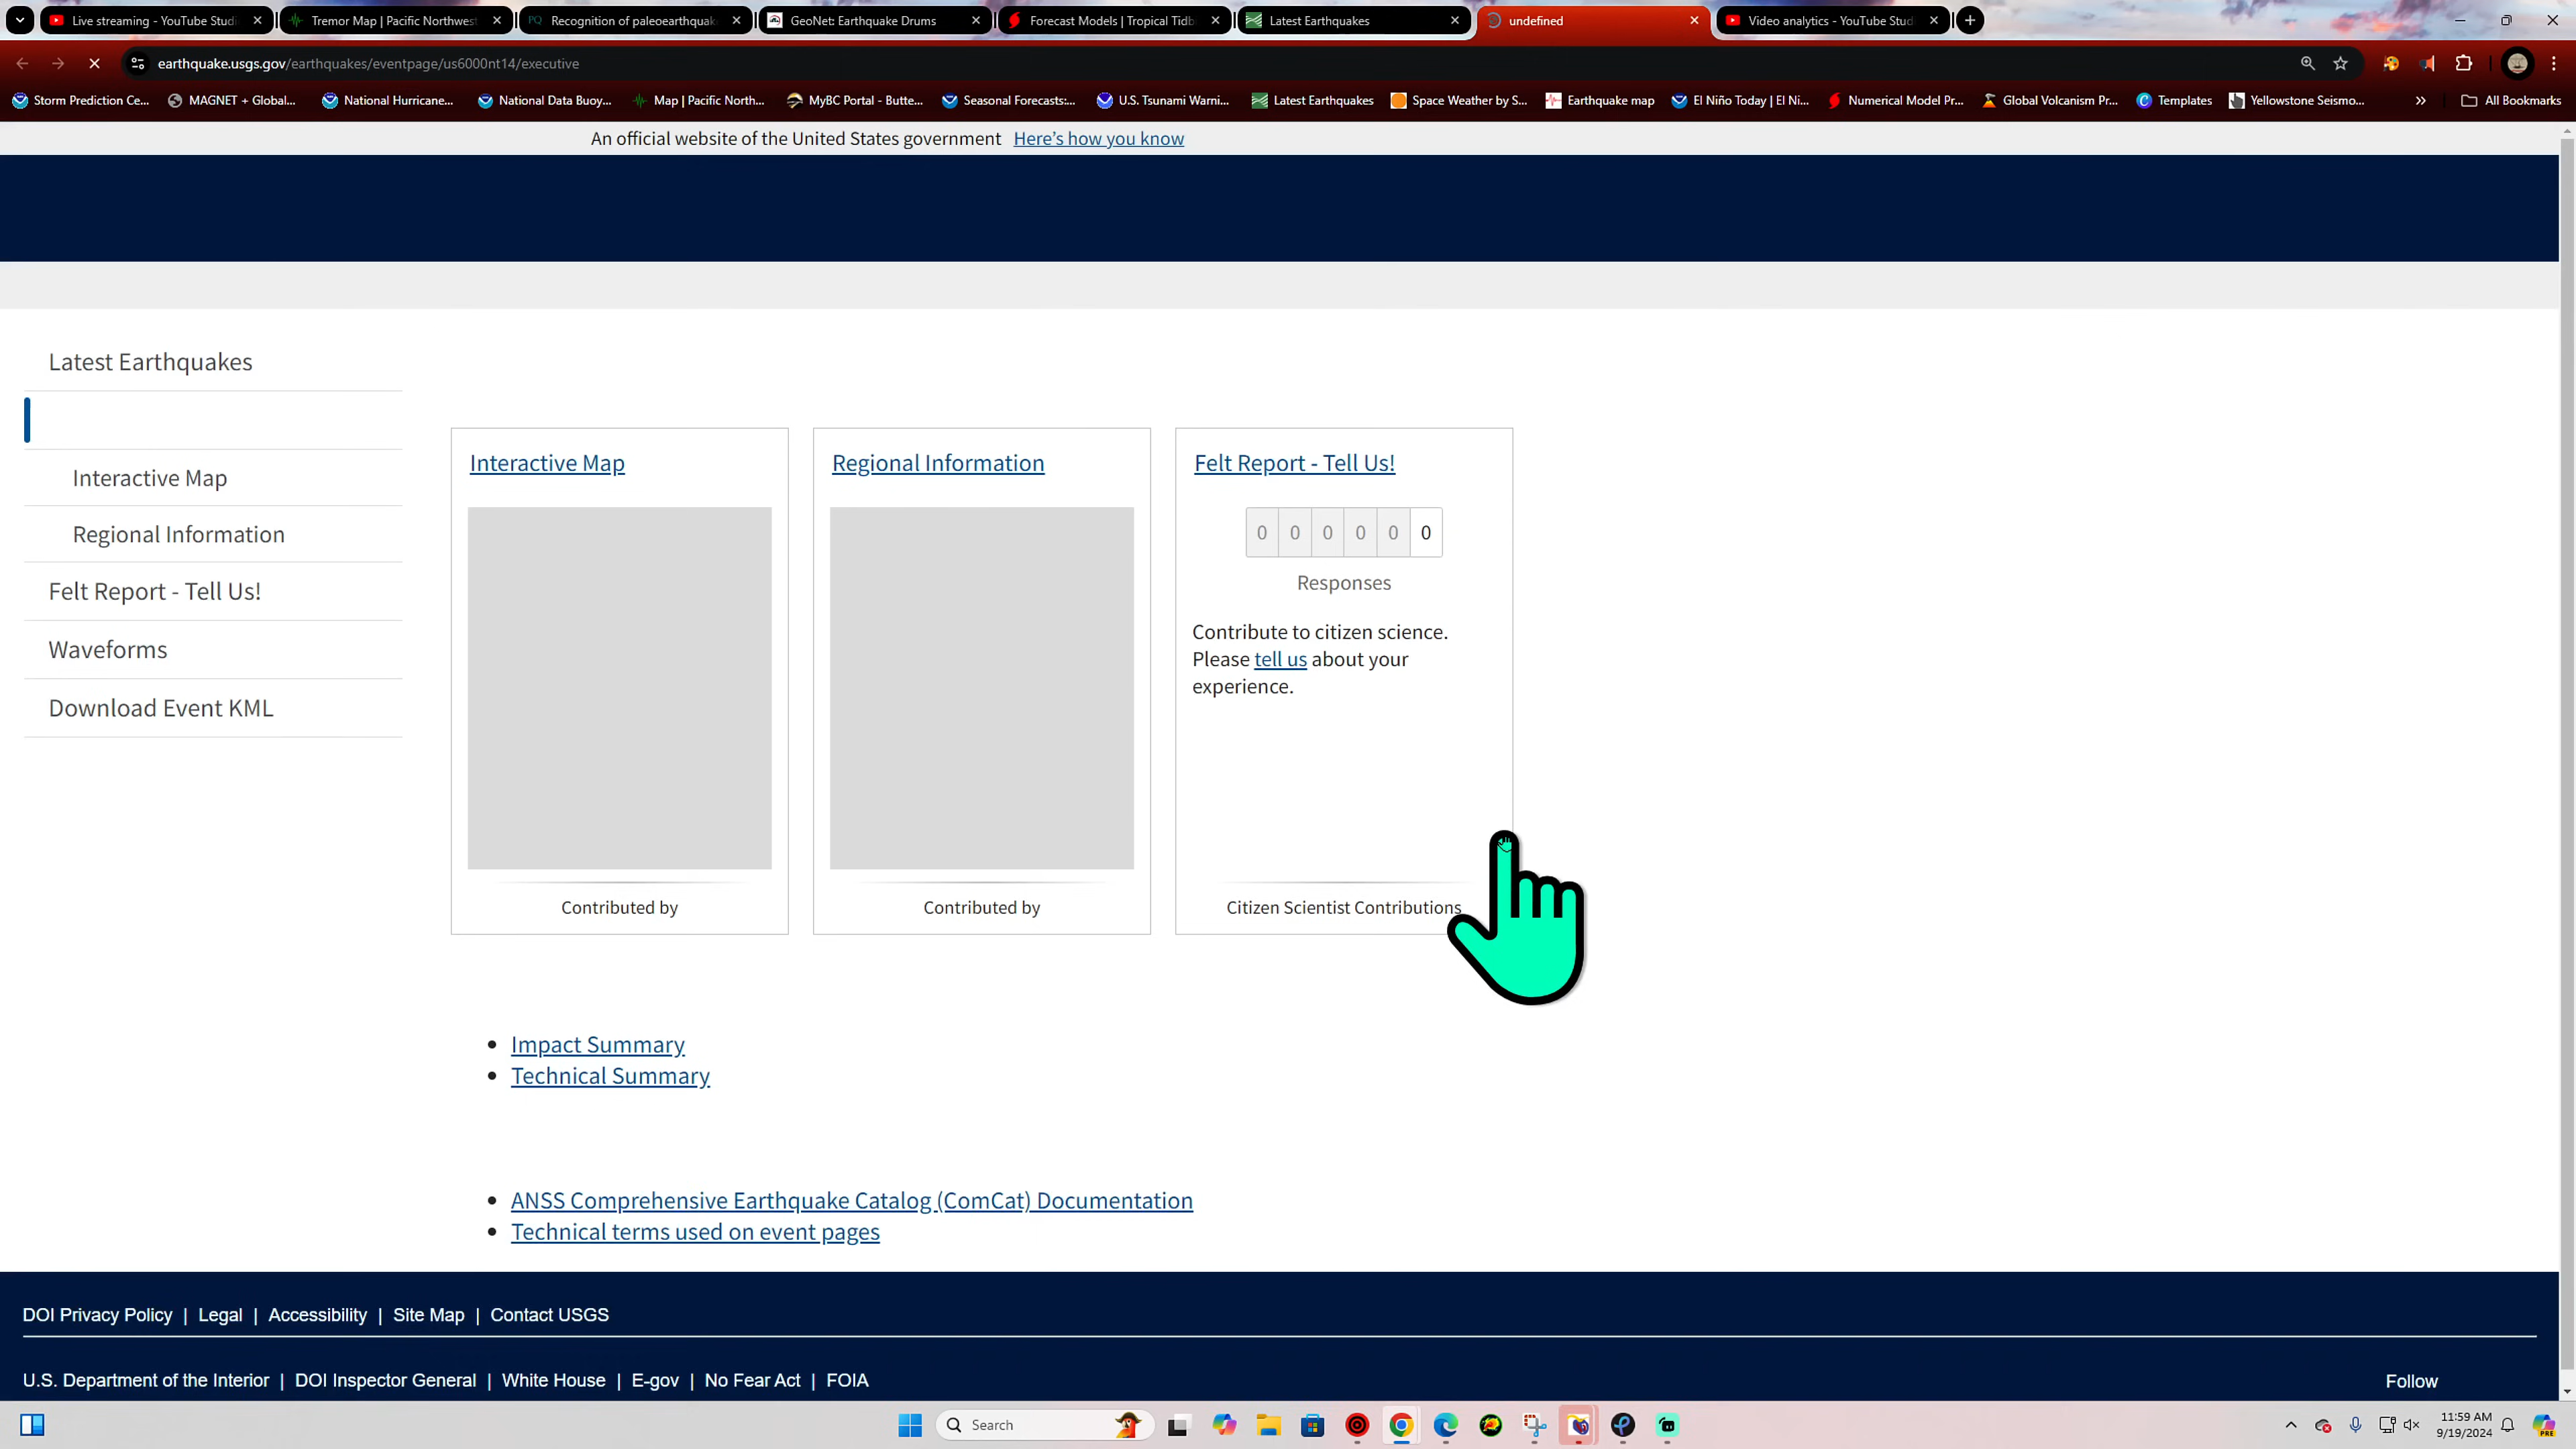 Live streaming - YouTube Studi
Tremor Map | Pacific Northwest
Recognition of paleoearthquake
GeoNet: Earthquake Drums
Forecast Models | Tropical Tidb
Latest Earthquakes
undefined
Video analytics - YouTube Stud
earthquake.usgs.gov/earthquakes/eventpage/us6000nt14/executive
Storm Prediction Ce...
MAGNET + Global...
National Hurricane...
National Data Buoy...
Map | Pacific North...
MyBC Portal - Butte...
Seasonal Forecasts:...
U.S. Tsunami Warni...
Latest Earthquakes
Space Weather by S...
Earthquake map
El Niño Today | El Ni...
Numerical Model Pr...
Global Volcanism Pr...
Templates
Yellowstone Seismo...
All Bookmarks
An official website of the United States government Here's how you know
Latest Earthquakes
Interactive Map
Regional Information
Felt Report - Tell Us!
Waveforms
Download Event KML
Interactive Map
Contributed by
Regional Information
Contributed by
Felt Report - Tell Us!
0 0 0 0 0 0
Responses
Contribute to citizen science.
Please tell us about your
experience.
Citizen Scientist Contributions
Impact Summary
Technical Summary
ANSS Comprehensive Earthquake Catalog (ComCat) Documentation
Technical terms used on event pages
DOI Privacy Policy | Legal | Accessibility | Site Map | Contact USGS
U.S. Department of the Interior | DOI Inspector General | White House | E-gov | No Fear Act | FOIA
Follow
Search
11:59 AM
9/19/2024
PRE